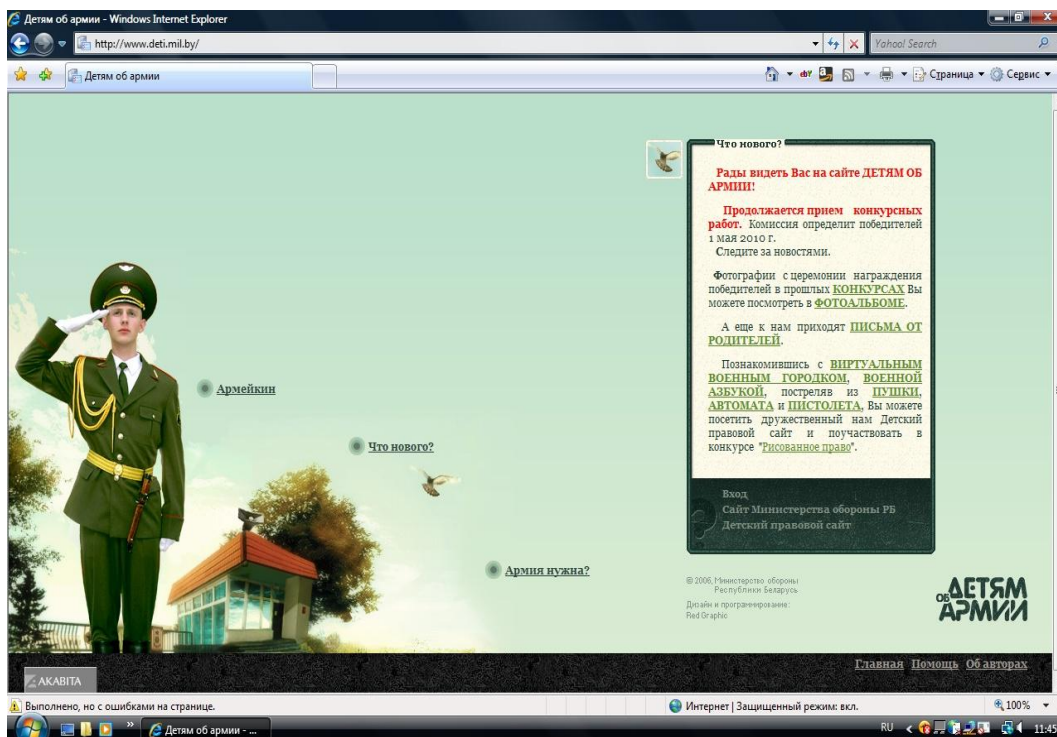 Детям об армии - Windows Internet Explorer
http://www.deti.mil.by/
Yahoo! Search
Детям об армии
Страница
Сервис
Что нового?
Рады видеть Вас на сайте ДЕТЯМ ОБ
АРМИИ!
Продолжается прием конкурсных
работ. Комиссия определит победителей
1 мая 2010 г.
Следите за новостями.
Фотографии с церемонии награждения
победителей в прошлых КОНКУРСАХ Вы
можете посмотреть в ФОТОАЛЬБОМЕ.
А еще к нам приходят ПИСЬМА ОТ
РОДИТЕЛЕЙ.
Познакомившись с ВИРТУАЛЬНЫМ
ВОЕННЫМ ГОРОДКОМ, ВОЕННОЙ
АЗБУКОЙ, постреляв из ПУШКИ,
АВТОМАТА и ПИСТОЛЕТА, Вы можете
посетить дружественный нам Детский
правовой сайт и поучаствовать в
конкурсе "Рисованное право".
Армейкин
Что нового?
Армия нужна?
Вход
Сайт Министерства обороны РБ
Детский правовой сайт
© 2006, Министерство обороны
Республики Беларусь
Дизайн и программирование:
Red Graphic
ДЕТЯМ
ОБ АРМИИ
Главная Помощь Об авторах
AKABITA
Выполнено, но с ошибками на странице.
Интернет | Защищенный режим: вкл.
100%
Детям об армии - ...
RU
11:45